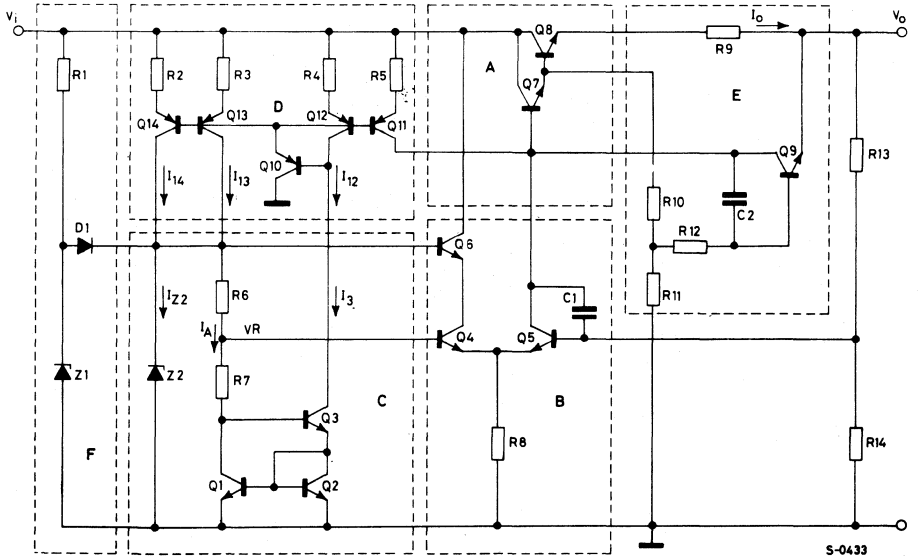 Vi
Io
Vo
R1
R2
R3
R4
R5
A
Q8
R9
Q7
E
D
Q14
Q13
Q12
Q11
Q10
Q9
R13
I14
I13
I12
R10
C2
D1
Q6
R12
IZ2
R6
I3
R11
C1
IA
VR
Q4
Q5
Z1
Z2
R7
C
B
Q3
R8
R14
F
Q1
Q2
S-0433